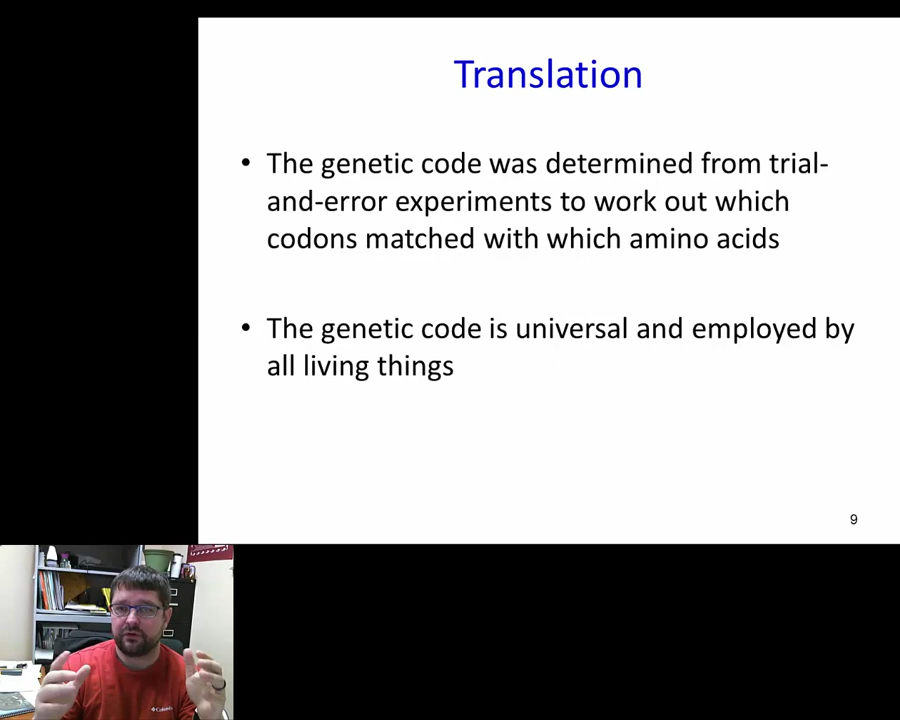 Translation
• The genetic code was determined from trial-
and-error experiments to work out which
codons matched with which amino acids
• The genetic code is universal and employed by
all living things
9
Columbia